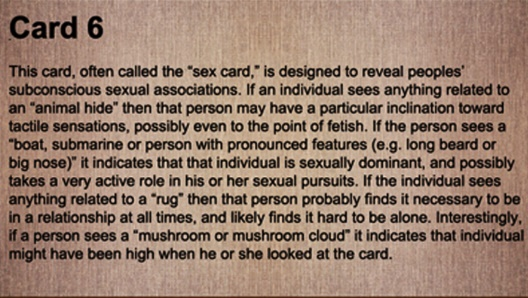 Card 6
This card, often called the “sex card,” is designed to reveal peoples’
subconscious sexual associations. If an individual sees anything related to
an “animal hide” then that person may have a particular inclination toward
tactile sensations, possibly even to the point of fetish. If the person sees a
“boat, submarine or person with pronounced features (e.g. long beard or
big nose)” it indicates that that individual is sexually dominant, and possibly
takes a very active role in his or her sexual pursuits. If the individual sees
anything related to a “rug” then that person probably finds it necessary to be
in a relationship at all times, and likely finds it hard to be alone. Interestingly,
if a person sees a “mushroom or mushroom cloud” it indicates that individual
might have been high when he or she looked at the card.